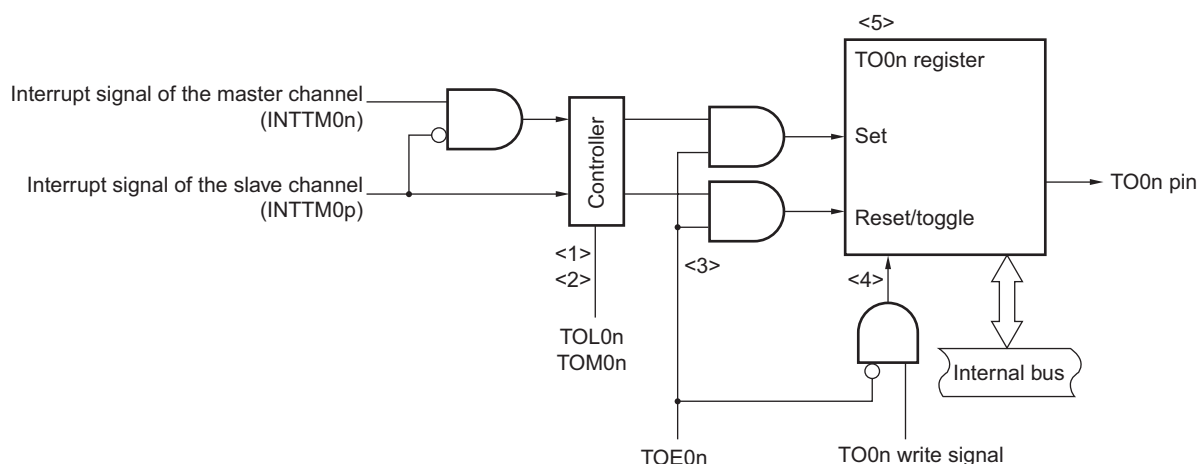 <5>
TO0n register
Interrupt signal of the master channel
(INTTM0n)
Set
Controller
Interrupt signal of the slave channel
(INTTM0p)
TO0n pin
Reset/toggle
<1>
<2>
<3>
<4>
TOL0n
TOM0n
Internal bus
TOE0n
TO0n write signal